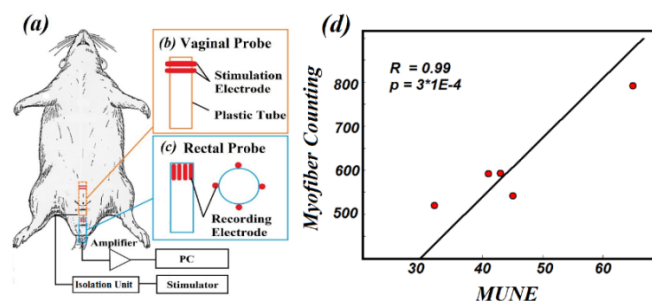 (a)
(b) Vaginal Probe
Stimulation
Electrode
Plastic Tube
(c) Rectal Probe
Recording
Electrode
Amplifier
PC
Isolation Unit
Stimulator
(d)
R = 0.99
p = 3*1E-4
Myofiber Counting
800
700
600
500
30
40
50
60
MUNE